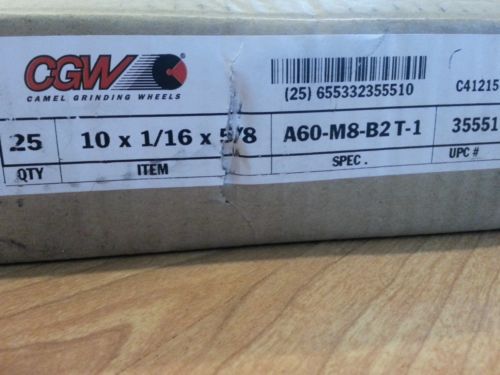 CGW
CAMEL GRINDING WHEELS
(25) 655332355510
C41215
25
10 x 1/16 x 5/8
A60-M8-B2 T-1
35551
QTY
ITEM
SPEC.
UPC #